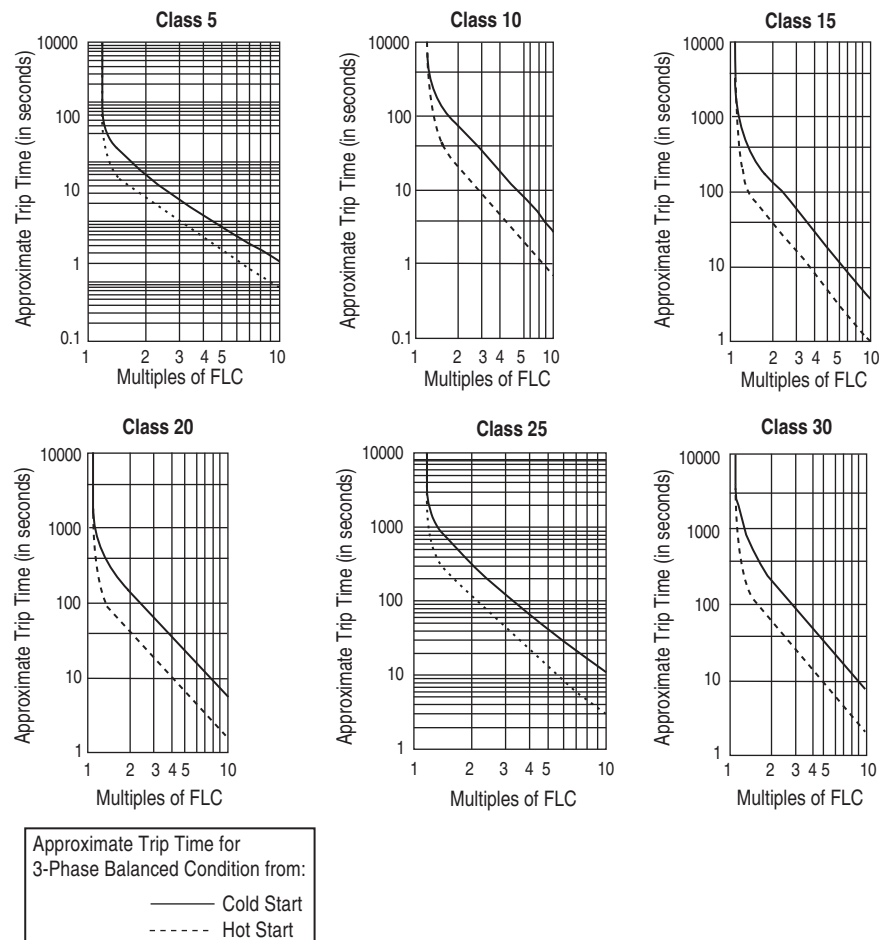 Class 5
Approximate Trip Time (in seconds)
10000
100
10
1
0.1
1 2 3 4 5 10
Multiples of FLC
Class 10
Approximate Trip Time (in seconds)
10000
1000
100
10
1
0.1
1 2 3 4 5 10
Multiples of FLC
Class 15
Approximate Trip Time (in seconds)
10000
1000
100
10
1
1 2 3 4 5 10
Multiples of FLC
Class 20
Approximate Trip Time (in seconds)
10000
1000
100
10
1
1 2 3 4 5 10
Multiples of FLC
Class 25
Approximate Trip Time (in seconds)
10000
1000
100
10
1
1 2 3 4 5 10
Multiples of FLC
Class 30
Approximate Trip Time (in seconds)
10000
1000
100
10
1
1 2 3 4 5 10
Multiples of FLC
Approximate Trip Time for
3-Phase Balanced Condition from:
Cold Start
Hot Start